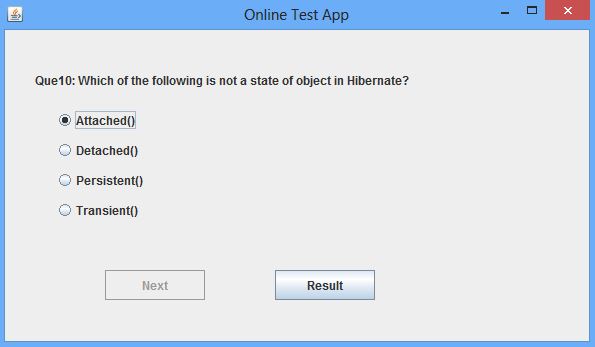 Online Test App
Que10: Which of the following is not a state of object in Hibernate?
Attached()
Detached()
Persistent()
Transient()
Next
Result